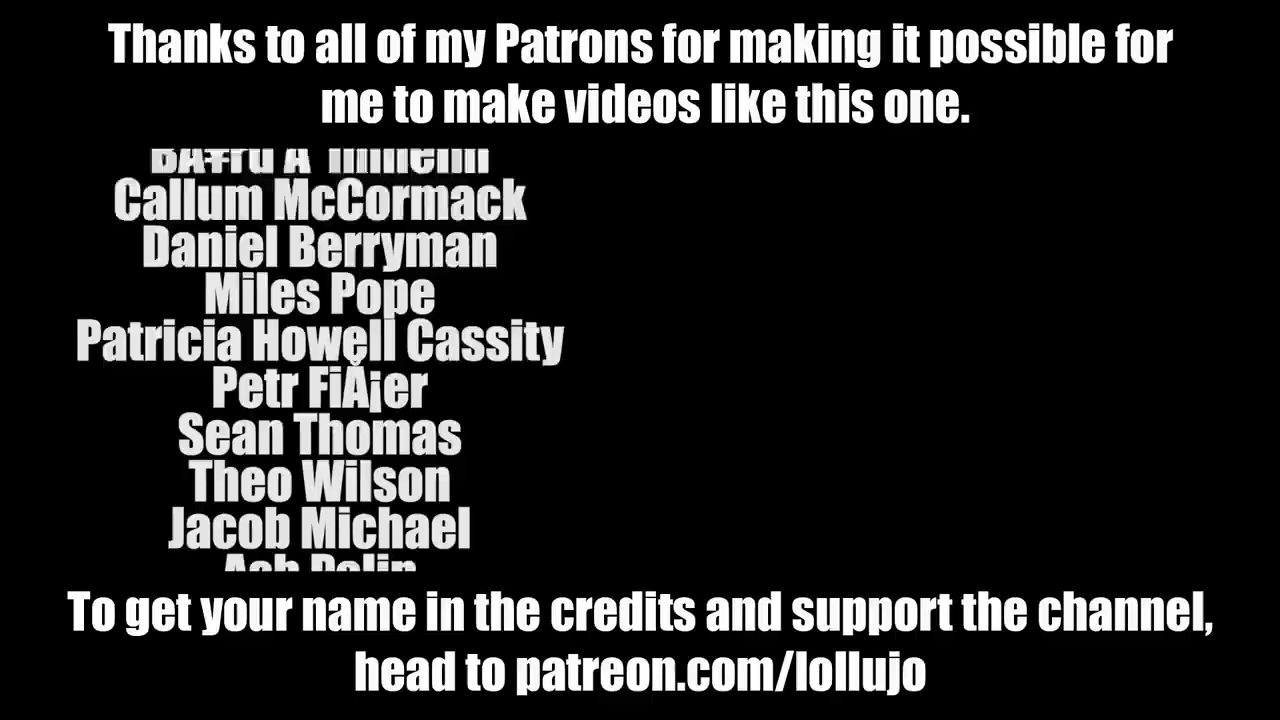 Thanks to all of my Patrons for making it possible for
me to make videos like this one.
Callum McCormack
Daniel Berryman
Miles Pope
Patricia Howell Cassity
Petr FiÅ¡er
Sean Thomas
Theo Wilson
Jacob Michael
To get your name in the credits and support the channel,
head to patreon.com/lollujo